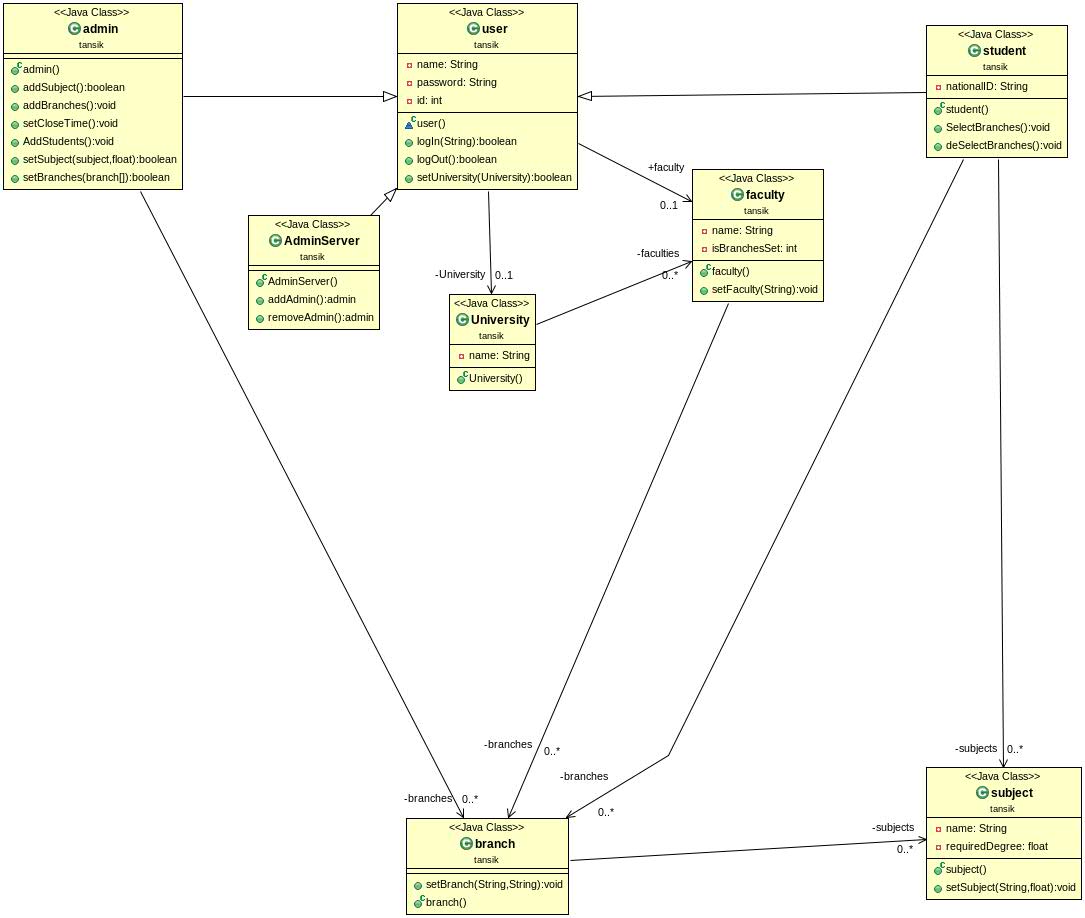 <<Java Class>>
admin
tansik
admin()
addSubject():boolean
addBranches():void
setCloseTime():void
AddStudents():void
setSubject(subject,float):boolean
setBranches(branch[]):boolean
<<Java Class>>
user
tansik
name: String
password: String
id: int
user()
logIn(String):boolean
logOut():boolean
setUniversity(University):boolean
<<Java Class>>
student
tansik
nationalID: String
student()
SelectBranches():void
deSelectBranches():void
+faculty
0..1
<<Java Class>>
faculty
tansik
name: String
isBranchesSet: int
faculty()
setFaculty(String):void
<<Java Class>>
AdminServer
tansik
AdminServer()
addAdmin():admin
removeAdmin():admin
-University
0..1
-faculties
0..*
<<Java Class>>
University
tansik
name: String
University()
-branches
0..*
-branches
0..*
-branches
0..*
-subjects
0..*
<<Java Class>>
branch
tansik
setBranch(String,String):void
branch()
-subjects
0..*
<<Java Class>>
subject
tansik
name: String
requiredDegree: float
subject()
setSubject(String,float):void